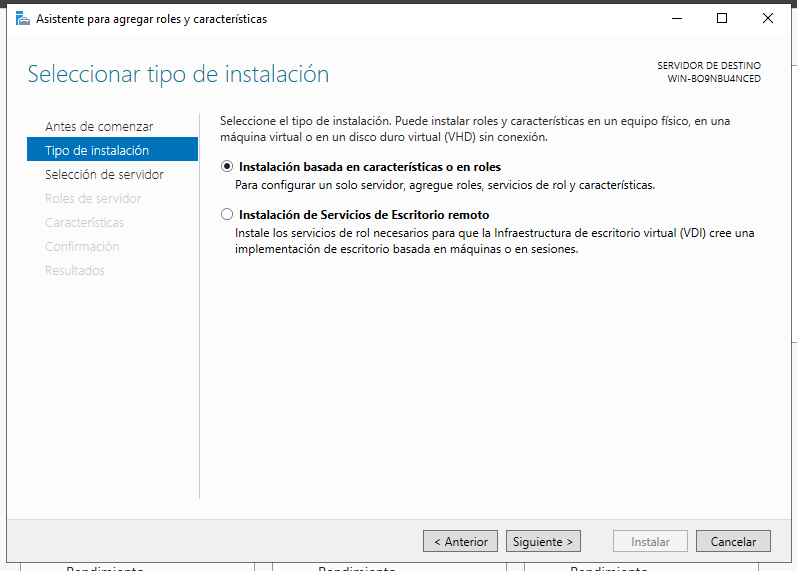 Asistente para agregar roles y características
Seleccionar tipo de instalación
SERVIDOR DE DESTINO
WIN-BO9NBU4NCED
Antes de comenzar
Tipo de instalación
Selección de servidor
Roles de servidor
Características
Confirmación
Resultados
Seleccione el tipo de instalación. Puede instalar roles y características en un equipo físico, en una
máquina virtual o en un disco duro virtual (VHD) sin conexión.
Instalación basada en características o en roles
Para configurar un solo servidor, agregue roles, servicios de rol y características.
Instalación de Servicios de Escritorio remoto
Instale los servicios de rol necesarios para que la Infraestructura de escritorio virtual (VDI) cree una
implementación de escritorio basada en máquinas o en sesiones.
< Anterior
Siguiente >
Instalar
Cancelar
Rendimiento
Rendimiento
Rendimiento